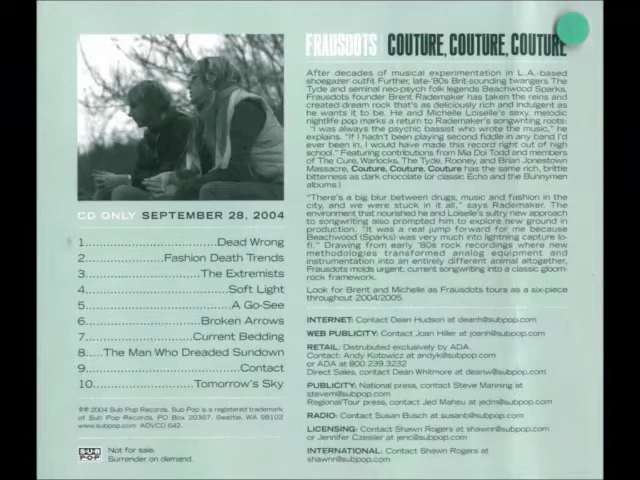 FRAUSDOTS | COUTURE, COUTURE, COUTURE
After decades of musical experimentation in L.A.-based
shoegazer outfit Further, late-'80s Brit-sounding twangers The
Tyde and seminal neo-psych folk legends Beachwood Sparks,
Frausdots founder Brent Rademaker has taken the reins and
created dream rock that's as deliciously rich and indulgent as
he wants it to be. He and Michelle Loiselle's sexy, melodic
nightlife pop marks a return to Rademaker's songwriting roots.
"I was always the psychic bassist who wrote the music," he
explains. "If I hadn't been playing second fiddle in any band I'd
ever been in, I would have made this record right out of high
school." Featuring contributions from Mia Doi Todd and members
of The Cure, Warlocks, The Tyde, Rooney, and Brian Jonestown
Massacre, Couture, Couture, Couture has the same rich, brittle
bitterness as dark chocolate (or classic Echo and the Bunnymen
albums.)
"There's a big blur between drugs, music and fashion in the
city, and we were stuck in it all," says Rademaker. The
environment that nourished he and Loiselle's sultry new approach
to songwriting also prompted him to explore new ground in
production. "It was a real jump forward for me because
Beachwood (Sparks) was very much into lightning capture lo-
fi." Drawing from early '80s rock recordings where new
methodologies transformed analog equipment and
instrumentation into an entirely different animal altogether,
Frausdots molds urgent, current songwriting into a classic gloom-
rock framework.
Look for Brent and Michelle as Frausdots tours as a six-piece
throughout 2004/2005.
INTERNET: Contact Dean Hudson at deanh@subpop.com
WEB PUBLICITY: Contact Joan Hiller at joanh@subpop.com
RETAIL: Distrubuted exclusively by ADA.
Contact: Andy Kotowicz at andyk@subpop.com
or ADA at 800.239.3232
Direct Sales, contact Dean Whitmore at deanw@subpop.com
PUBLICITY: National press, contact Steve Manning at
stevem@subpop.com
Regional/Tour press, contact Jed Maheu at jedm@subpop.com
RADIO: Contact Susan Busch at susanb@subpop.com
LICENSING: Contact Shawn Rogers at shawnr@subpop.com
or Jennifer Czeisler at jenc@subpop.com
INTERNATIONAL: Contact Shawn Rogers at
shawnr@subpop.com
CD ONLY SEPTEMBER 28, 2004
1..........................Dead Wrong
2................Fashion Death Trends
3......................The Extremists
4...........................Soft Light
5............................A Go-See
6......................Broken Arrows
7.....................Current Bedding
8.....The Man Who Dreaded Sundown
9.............................Contact
10....................Tomorrow's Sky
©℗ 2004 Sub Pop Records. Sub Pop is a registered trademark
of Sub Pop Records, PO Box 20367, Seattle, WA 98102
www.subpop.com ADVCD 642.
SUB
POP
Not for sale.
Surrender on demand.